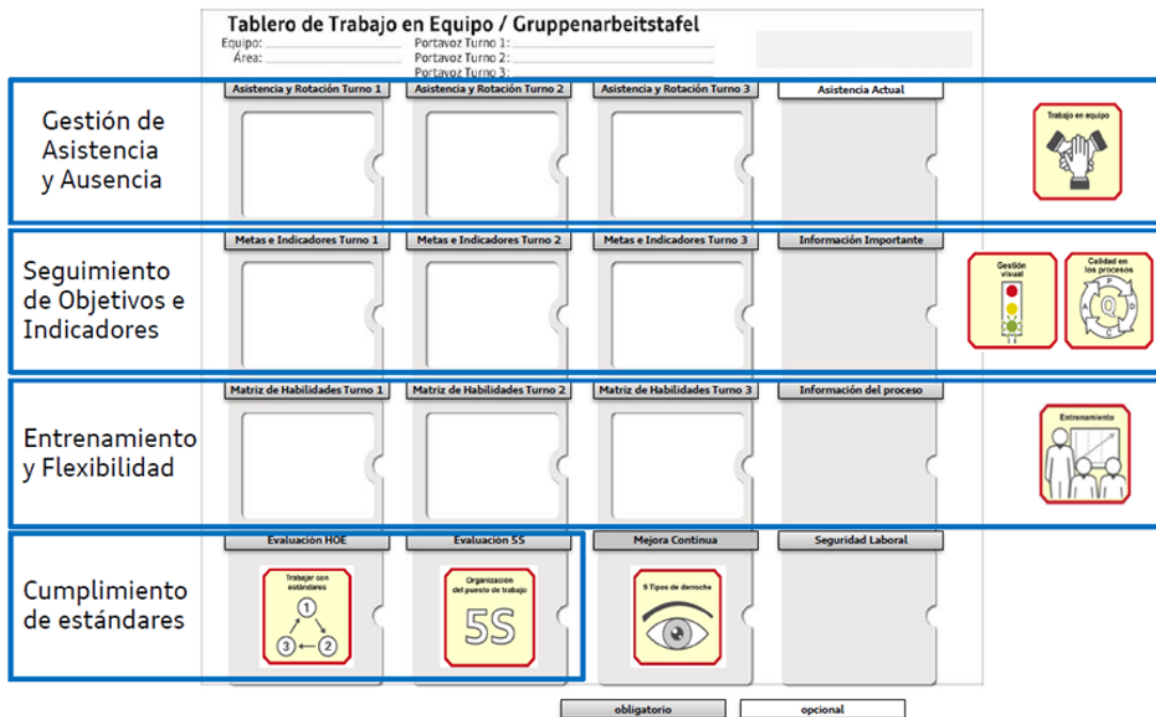 Tablero de Trabajo en Equipo / Gruppenarbeitstafel
Equipo:
Área:
Portavoz Turno 1:
Portavoz Turno 2:
Portavoz Turno 3:
Gestión de
Asistencia
y Ausencia
Asistencia y Rotación Turno 1
Asistencia y Rotación Turno 2
Asistencia y Rotación Turno 3
Asistencia Actual
Trabajo en equipo
Seguimiento
de Objetivos e
Indicadores
Metas e Indicadores Turno 1
Metas e Indicadores Turno 2
Metas e Indicadores Turno 3
Información Importante
Gestión
visual
Calidad en
los procesos
P
A
Q
D
C
Entrenamiento
y Flexibilidad
Matriz de Habilidades Turno 1
Matriz de Habilidades Turno 2
Matriz de Habilidades Turno 3
Información del proceso
Entrenamiento
Cumplimiento
de estándares
Evaluación HOE
Evaluación 5S
Mejora Continua
Seguridad Laboral
Trabajar con
estándares
1
3
2
Organización
del puesto de trabajo
5S
9 Tipos de derroche
obligatorio
opcional